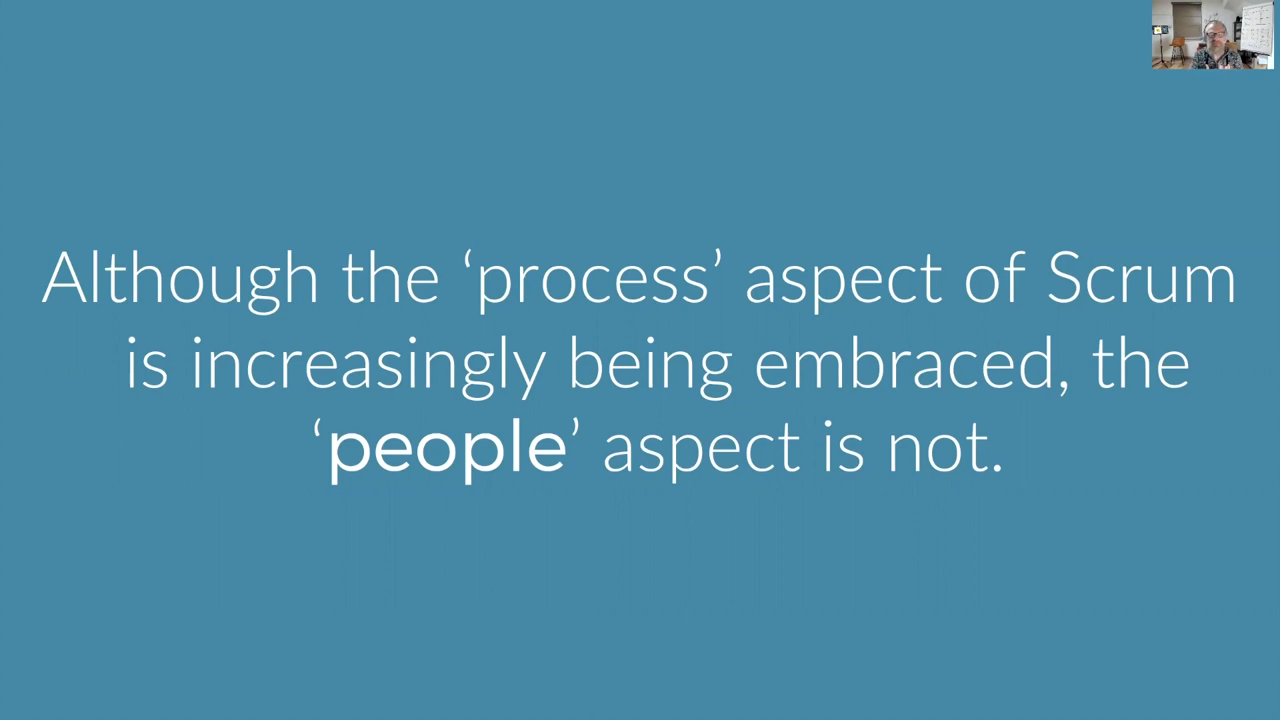 Although the ‘process’ aspect of Scrum
is increasingly being embraced, the
‘people’ aspect is not.